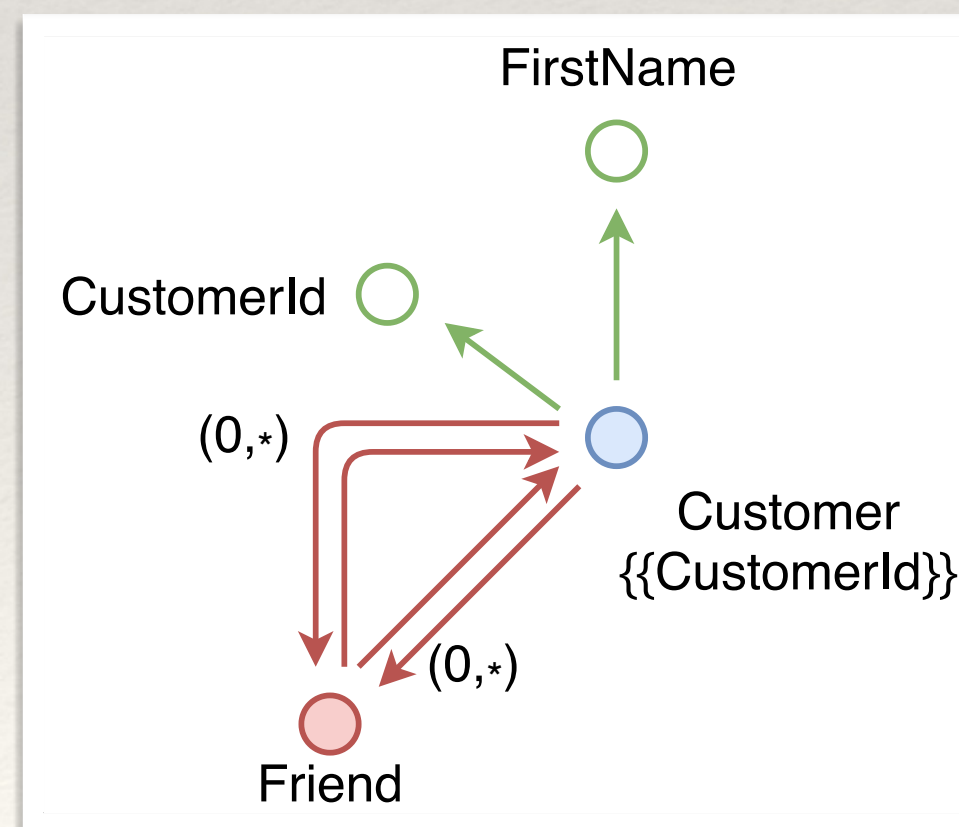 FirstName
CustomerId
(0,*)
Customer
{{CustomerId}}
(0,*)
Friend